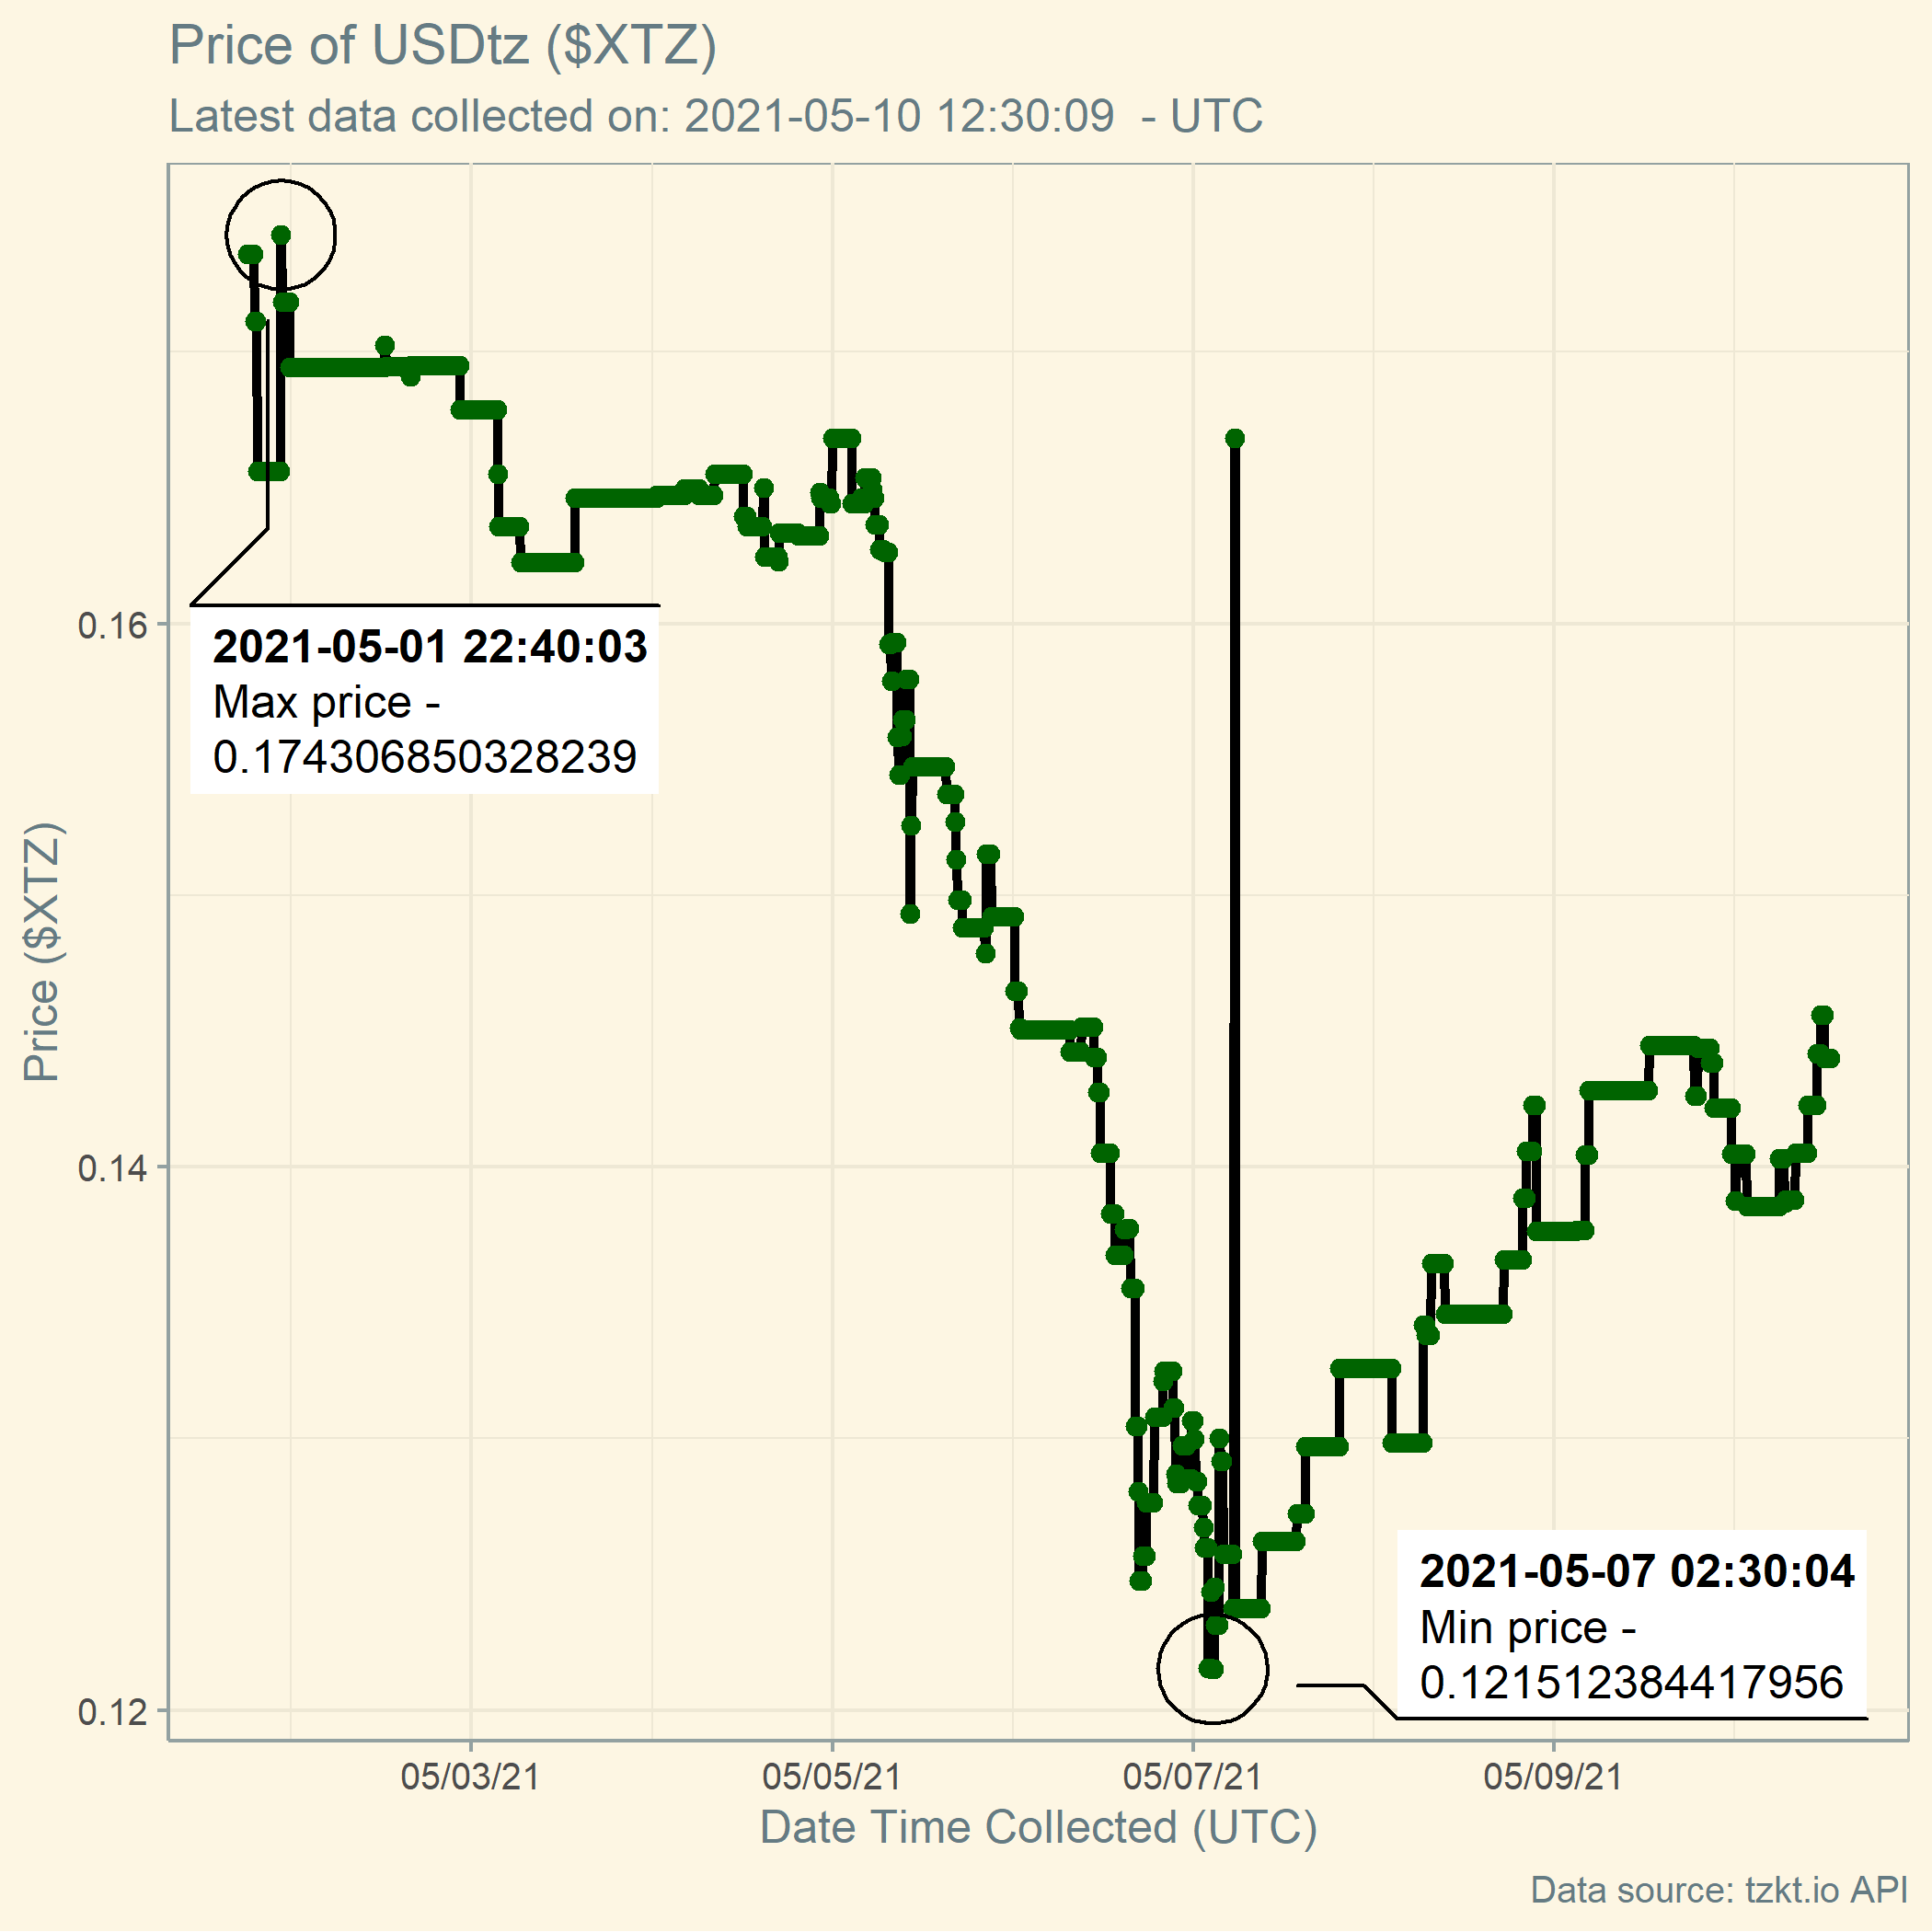 Price of USDtz ($XTZ)
Latest data collected on: 2021-05-10 12:30:09  - UTC
2021-05-01 22:40:03
Max price -
0.174306850328239
2021-05-07 02:30:04
Min price -
0.121512384417956
Price ($XTZ)
0.16
0.14
0.12
05/03/21
05/05/21
05/07/21
05/09/21
Date Time Collected (UTC)
Data source: tzkt.io API